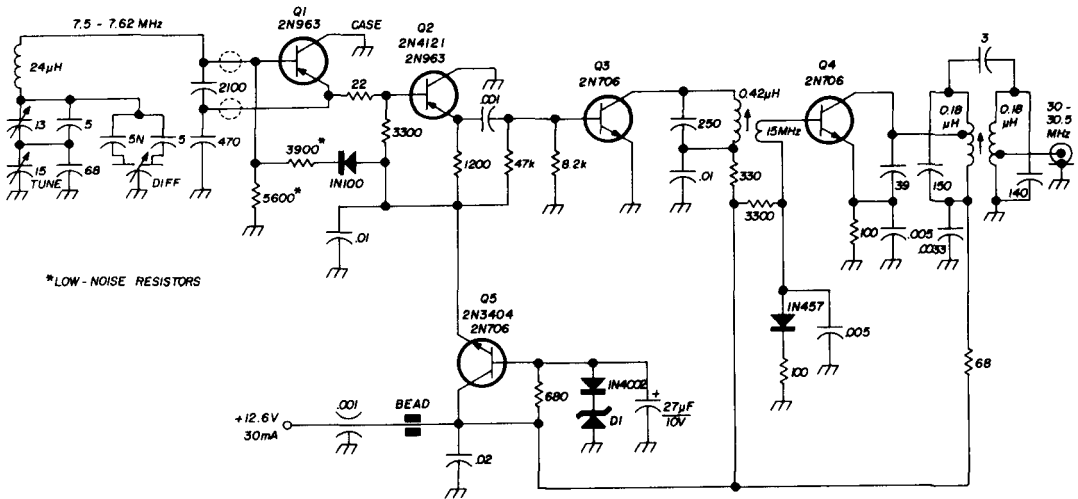 7.5 - 7.62 MHz
Q1
2N963
CASE
Q2
2N4121
2N963
Q3
2N706
Q4
2N706
3
24μH
2100
22
.001
0.42μH
0.18
μH
0.18
μH
30-
30.5
MHz
13
5
5N
5
470
3300
250
15MHz
3900*
1200
47k
8.2k
15
TUNE
68
DIFF
1N100
.01
330
39
150
140
5600*
3300
.01
100
.005
.0033
*LOW-NOISE RESISTORS
Q5
2N3404
2N706
1N457
.005
100
68
680
1N4002
+12.6V
30mA
.001
BEAD
D1
+
27μF
10V
.02